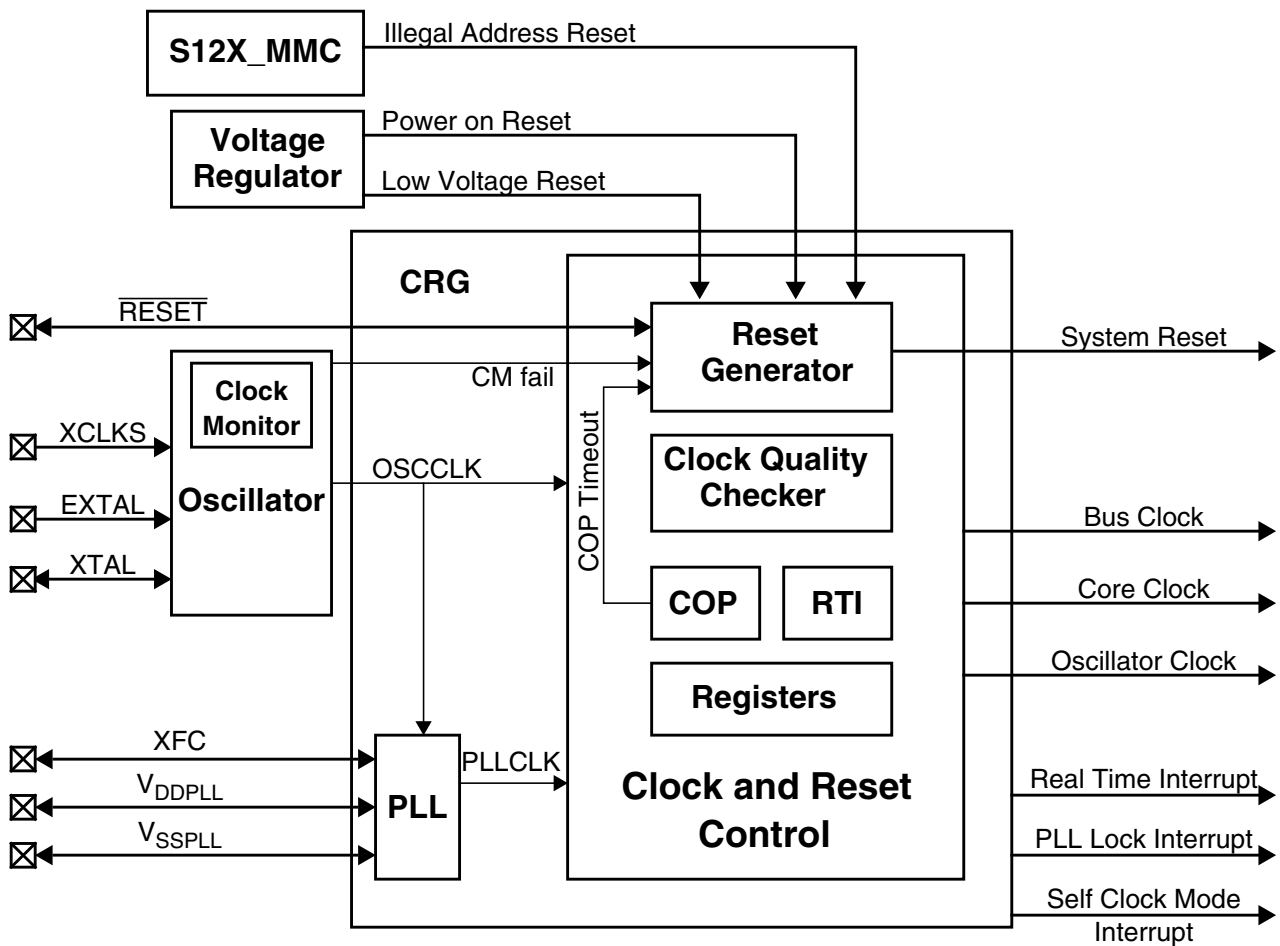 S12X_MMC
Illegal Address Reset
Voltage
Regulator
Power on Reset
Low Voltage Reset
CRG
RESET
Reset
Generator
System Reset
Clock
Monitor
CM fail
XCLKS
EXTAL
XTAL
Oscillator
OSCCLK
COP Timeout
Clock Quality
Checker
Bus Clock
COP
RTI
Core Clock
Oscillator Clock
Registers
XFC
VDDPLL
VSSPLL
PLL
PLLCLK
Clock and Reset
Control
Real Time Interrupt
PLL Lock Interrupt
Self Clock Mode
Interrupt